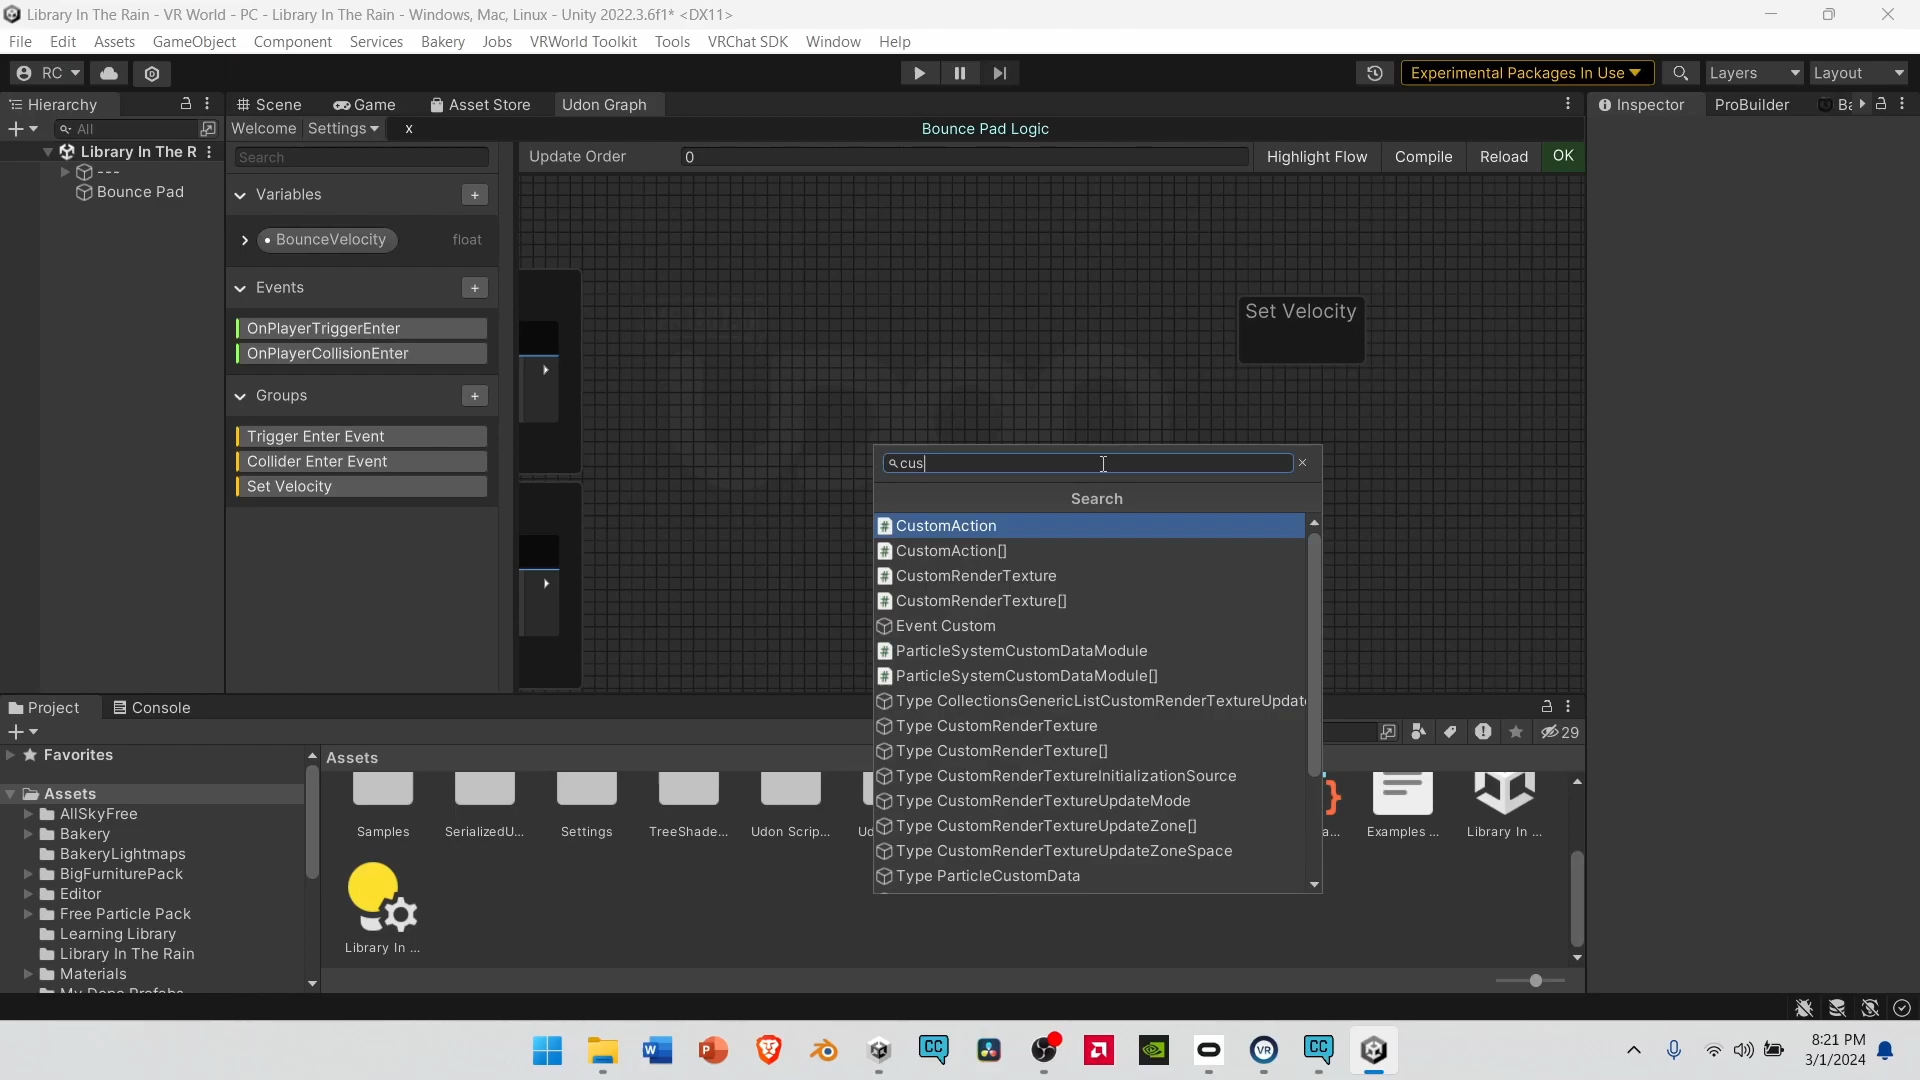 Library In The Rain - VR World - PC - Library In The Rain - Windows, Mac, Linux - Unity 2022.3.6f1* <DX11>
File Edit Assets GameObject Component Services Bakery Jobs VRWorld Toolkit Tools VRChat SDK Window Help
RC Experimental Packages In Use Layers Layout
Hierarchy Scene Game Asset Store Udon Graph Inspector ProBuilder
All Welcome Settings x Bounce Pad Logic
Library In The R
---
Bounce Pad
Search
Update Order 0 Highlight Flow Compile Reload OK
Variables +
BounceVelocity float
Events +
OnPlayerTriggerEnter
OnPlayerCollisionEnter
Groups +
Trigger Enter Event
Collider Enter Event
Set Velocity
Set Velocity
cus
Search
CustomAction
CustomAction[]
CustomRenderTexture
CustomRenderTexture[]
Event Custom
ParticleSystemCustomDataModule
ParticleSystemCustomDataModule[]
Type CollectionsGenericListCustomRenderTextureUpdat
Type CustomRenderTexture
Type CustomRenderTexture[]
Type CustomRenderTextureInitializationSource
Type CustomRenderTextureUpdateMode
Type CustomRenderTextureUpdateZone[]
Type CustomRenderTextureUpdateZoneSpace
Type ParticleCustomData
Project Console
29
Favorites
Assets
AllSkyFree
Bakery
BakeryLightmaps
BigFurniturePack
Editor
Free Particle Pack
Learning Library
Library In The Rain
Materials
Assets
Samples SerializedU... Settings TreeShade... Udon Scrip... Examples ... Library In ...
Library In ...
8:21 PM
3/1/2024